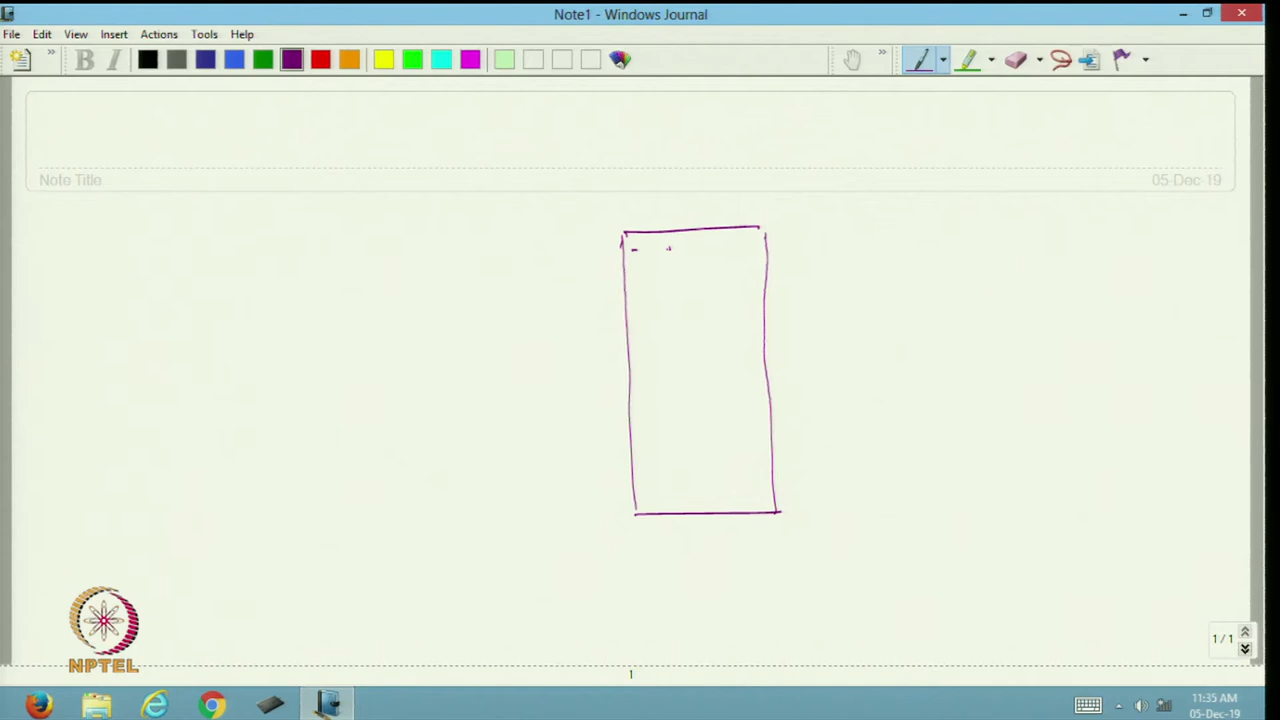 Note1 - Windows Journal
File Edit View Insert Actions Tools Help
B I
Note Title
05-Dec-19
NPTEL
1 / 1
1
11:35 AM
05-Dec-19